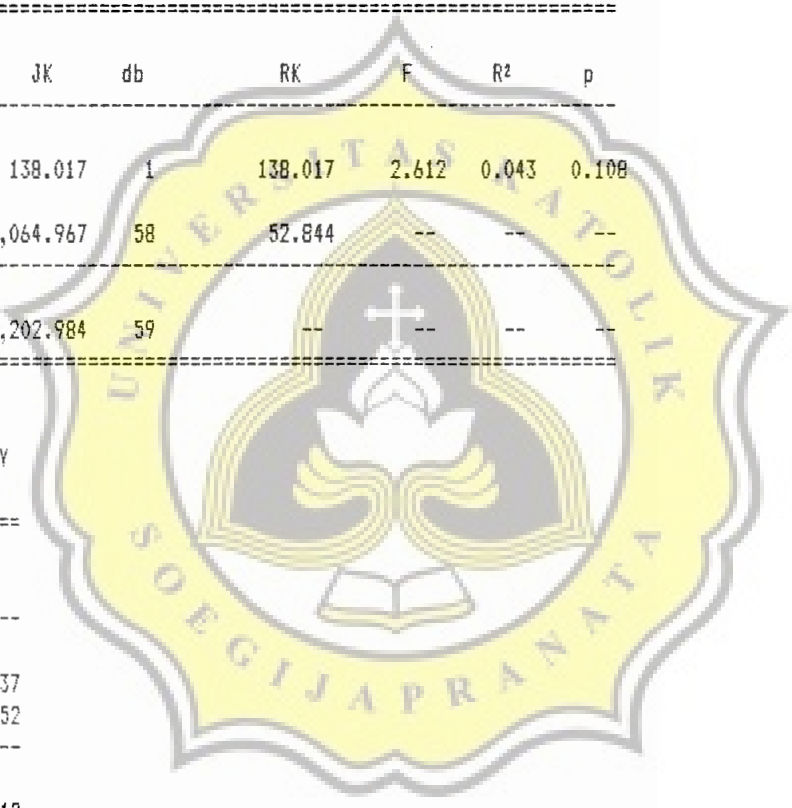 JK db RK F R² p
138.017 1 138.017 2.612 0.043 0.108
,064.967 58 52.844 -- -- --
,202.984 59 -- -- -- --
Y
37
52
UNIVERSITAS KATOLIK
SOEGIJAPRANATA